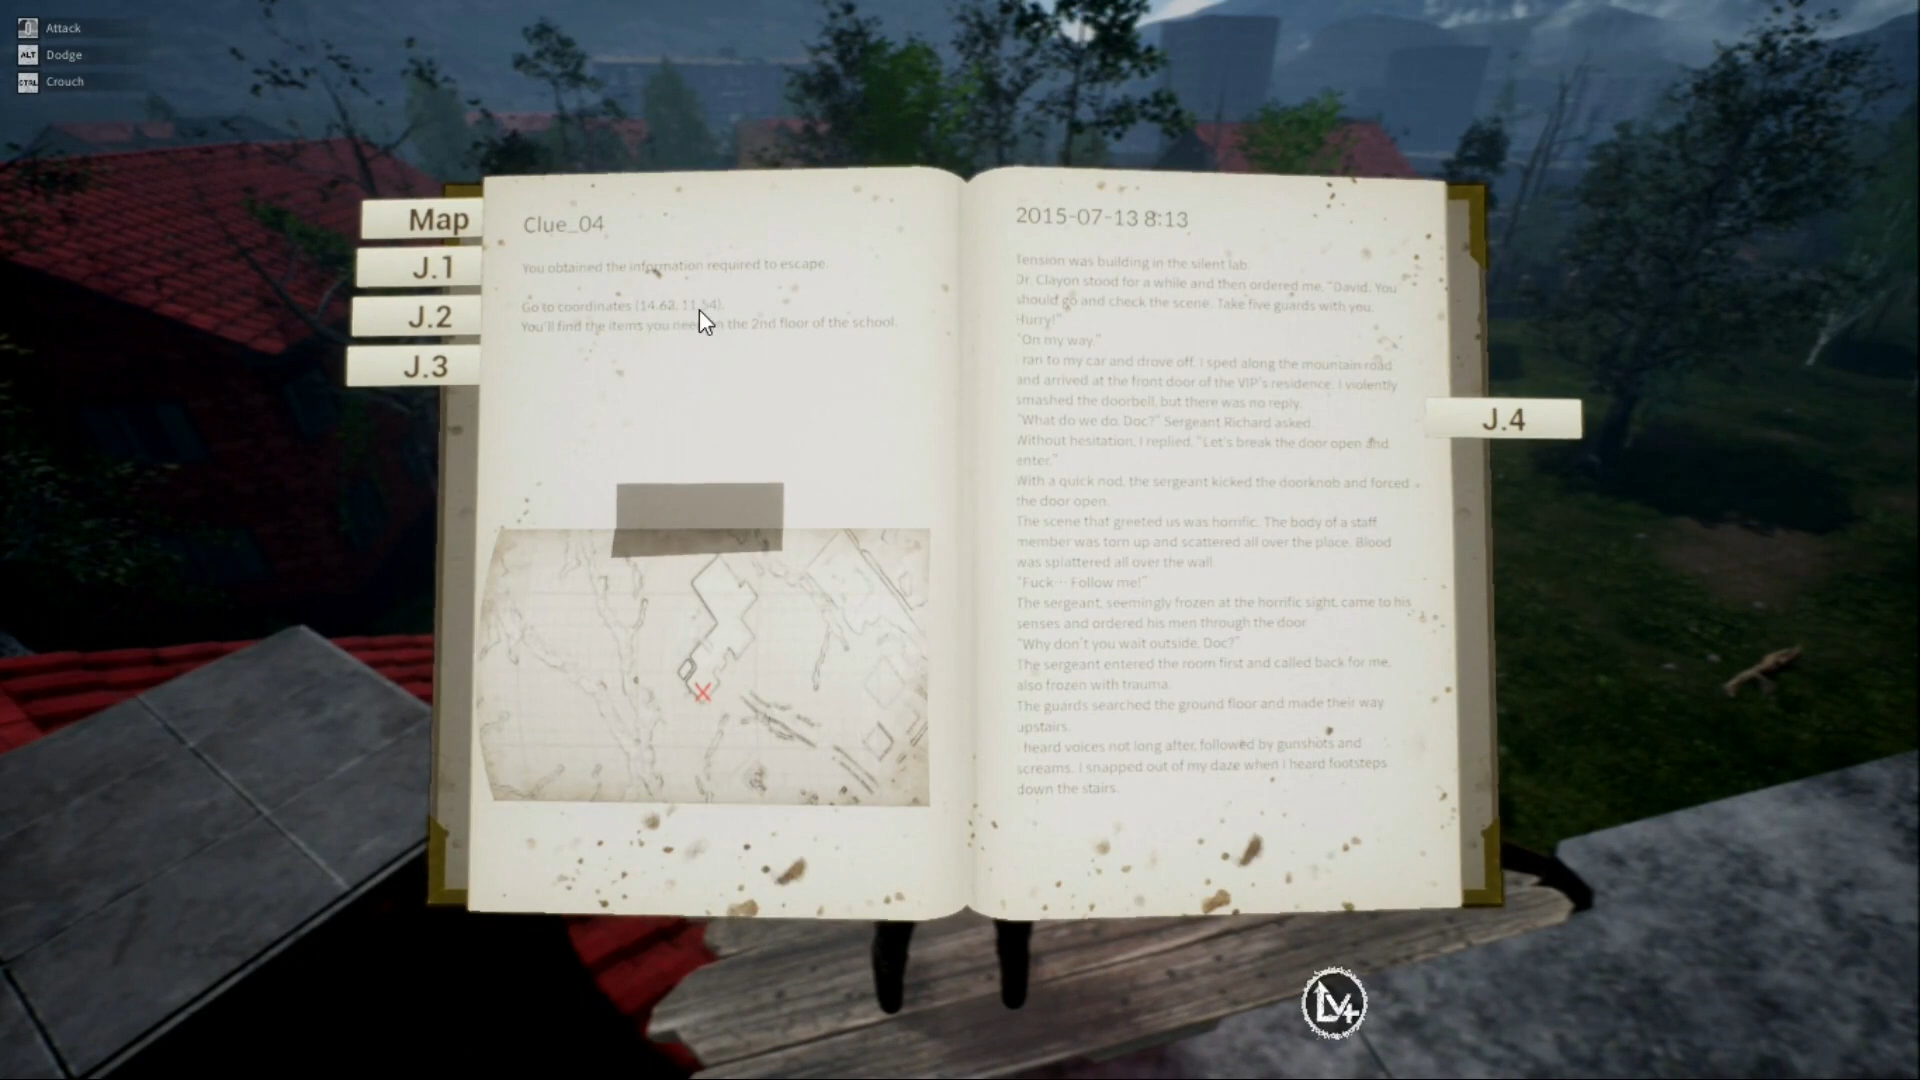 Attack
ALT Dodge
CTRL Crouch
Map
J.1
J.2
J.3
J.4
Clue_04
You obtained the information required to escape.
Go to coordinates (14.62, 11.54).
You'll find the items you need the 2nd floor of the school.
2015-07-13 8:13
Tension was building in the silent lab.
Dr. Clayon stood for a while and then ordered me, "David. You
should go and check the scene. Take five guards with you.
Hurry!"
"On my way."
ran to my car and drove off. I sped along the mountain road
and arrived at the front door of the VIP's residence. I violently
smashed the doorbell, but there was no reply.
"What do we do, Doc?" Sergeant Richard asked.
Without hesitation, I replied, "Let's break the door open and
enter."
With a quick nod, the sergeant kicked the doorknob and forced
the door open.
The scene that greeted us was horrific. The body of a staff
member was torn up and scattered all over the place. Blood
was splattered all over the wall.
"Fuck… Follow me!"
The sergeant, seemingly frozen at the horrific sight, came to his
senses and ordered his men through the door.
"Why don't you wait outside, Doc?"
The sergeant entered the room first and called back for me,
also frozen with trauma.
The guards searched the ground floor and made their way
upstairs.
heard voices not long after, followed by gunshots and
screams. I snapped out of my daze when I heard footsteps
down the stairs.
Lv+